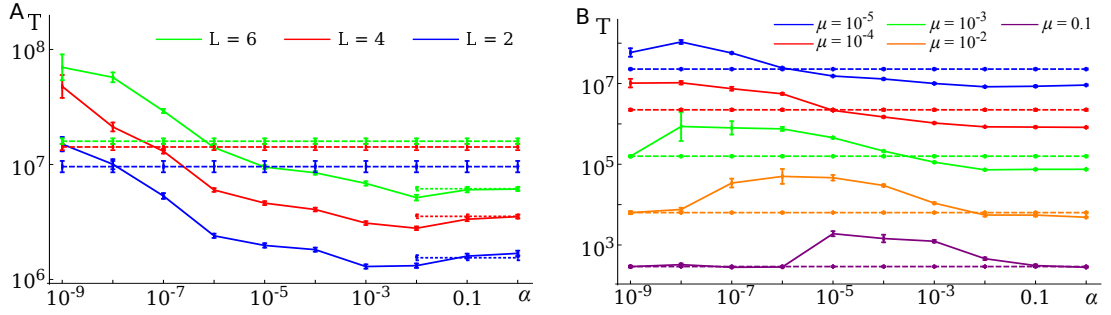 A
T
L = 6 L = 4 L = 2
10^8
10^7
10^6
10^-9 10^-7 10^-5 10^-3 0.1 α
B
T
μ = 10^-5 μ = 10^-3 μ = 0.1
μ = 10^-4 μ = 10^-2
10^7
10^5
10^3
10^-9 10^-7 10^-5 10^-3 0.1 α